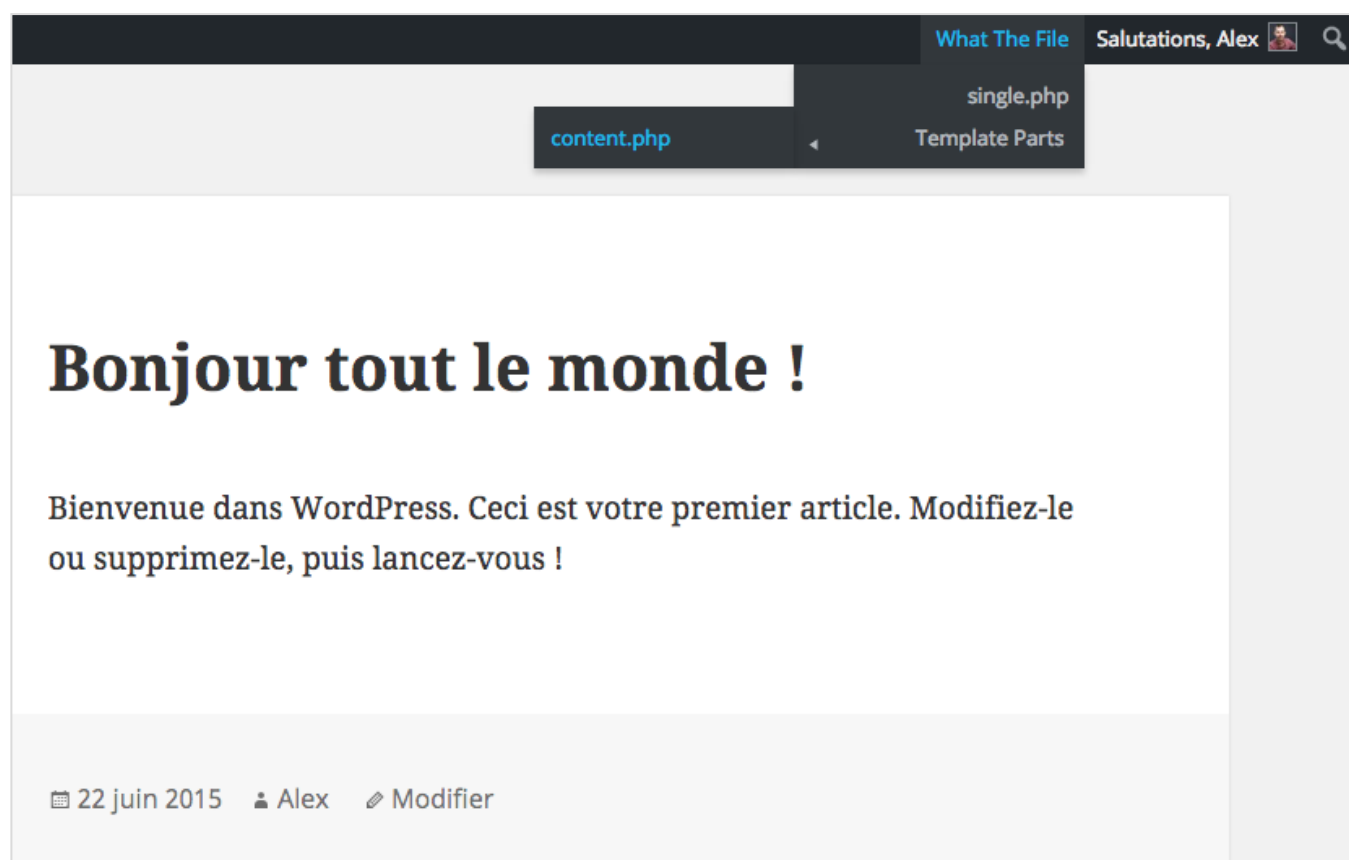 What The File Salutations, Alex
single.php
content.php Template Parts
Bonjour tout le monde !
Bienvenue dans WordPress. Ceci est votre premier article. Modifiez-le
ou supprimez-le, puis lancez-vous !
22 juin 2015 Alex Modifier